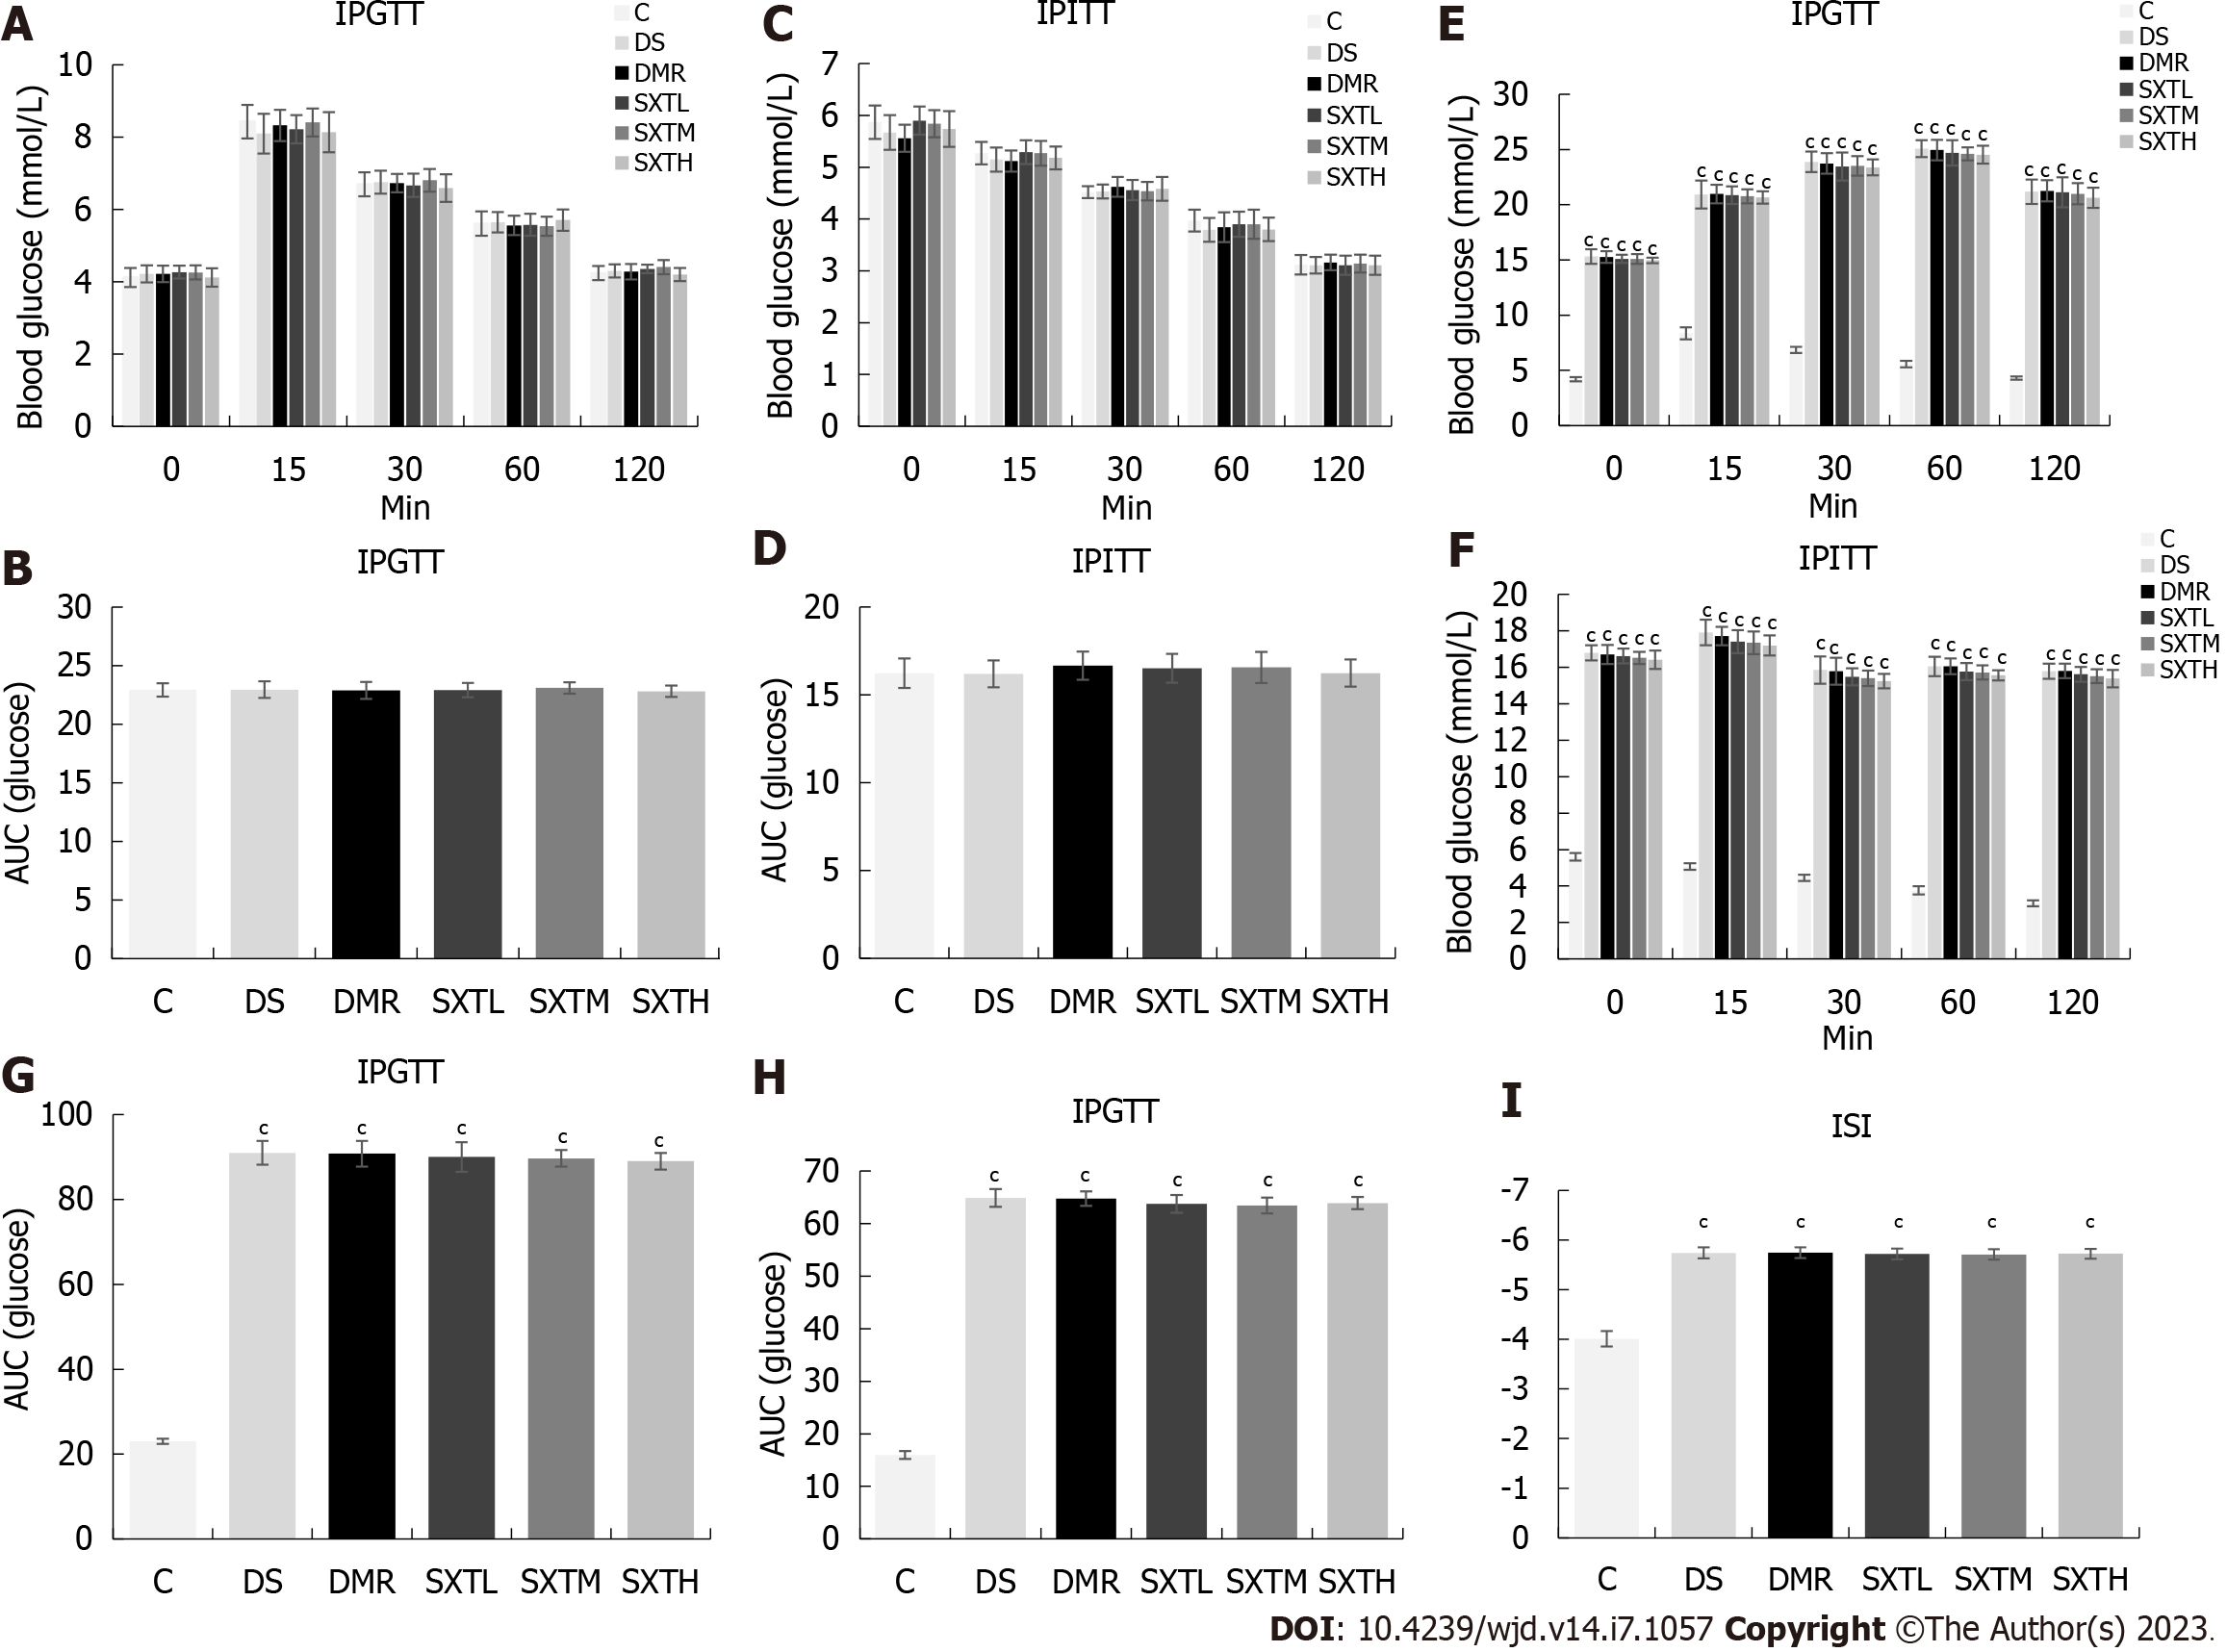 A
IPGTT
C
DS
DMR
SXTL
SXTM
SXTH
Blood glucose (mmol/L)
10
8
6
4
2
0
0 15 30 60 120
Min
C
IPITT
C
DS
DMR
SXTL
SXTM
SXTH
Blood glucose (mmol/L)
7
6
5
4
3
2
1
0
0 15 30 60 120
Min
E
IPGTT
C
DS
DMR
SXTL
SXTM
SXTH
Blood glucose (mmol/L)
30
25
20
15
10
5
0
c c c c c
c c c c c
c c c c c
c c c c c
c c c c c
0 15 30 60 120
Min
B
IPGTT
AUC (glucose)
30
25
20
15
10
5
0
C DS DMR SXTL SXTM SXTH
D
IPITT
AUC (glucose)
20
15
10
5
0
C DS DMR SXTL SXTM SXTH
F
IPITT
C
DS
DMR
SXTL
SXTM
SXTH
Blood glucose (mmol/L)
20
18
16
14
12
10
8
6
4
2
0
c c c c c
c c c c c
c c c c c
c c c c c
c c c c c
0 15 30 60 120
Min
G
IPGTT
AUC (glucose)
100
80
60
40
20
0
c c c c c
C DS DMR SXTL SXTM SXTH
H
IPGTT
AUC (glucose)
70
60
50
40
30
20
10
0
c c c c c
C DS DMR SXTL SXTM SXTH
I
ISI
-7
-6
-5
-4
-3
-2
-1
0
c c c c c
C DS DMR SXTL SXTM SXTH
DOI: 10.4239/wjd.v14.i7.1057 Copyright ©The Author(s) 2023.